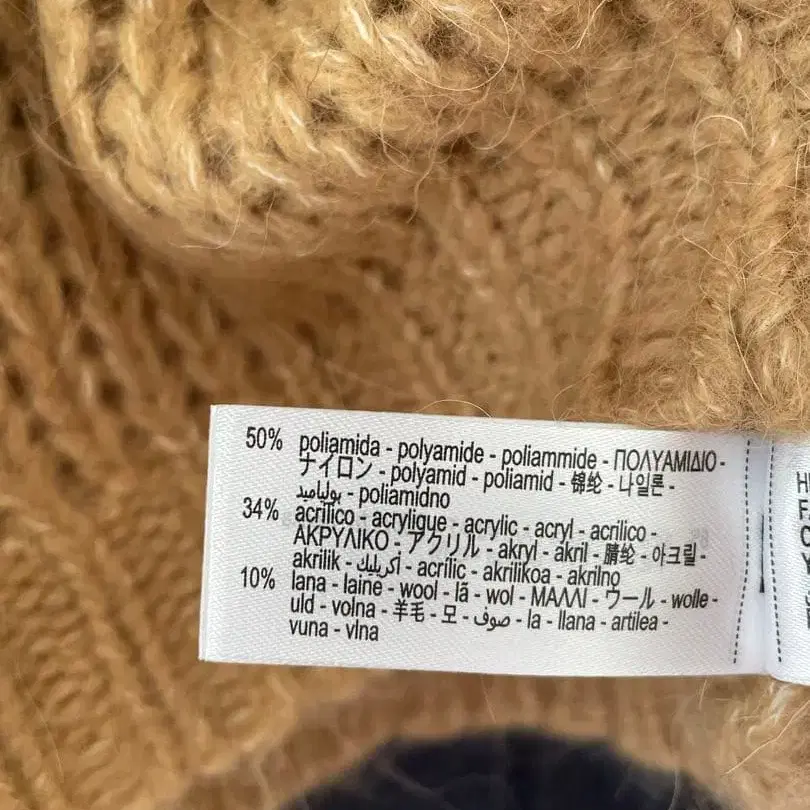 50% poliamida - polyamide - poliammide - ΠΟΛΥΑΜΙΔΙΟ -
ナイロン - polyamid - poliamid - 锦纶 - 나일론 -
بولياميد - poliamidno
34% acrílico - acrylique - acrylic - acryl - acrilico -
ΑΚΡΥΛΙΚΟ - アクリル - akryl - akril - 腈纶 - 아크릴 -
akrilik - أكريليك - acrílic - akrilikoa - akrilno
10% lana - laine - wool - lã - wol - ΜΑΛΛΙ - ウール - wolle -
uld - volna - 羊毛 - 모 - صوف - la - llana - artilea -
vuna - vlna